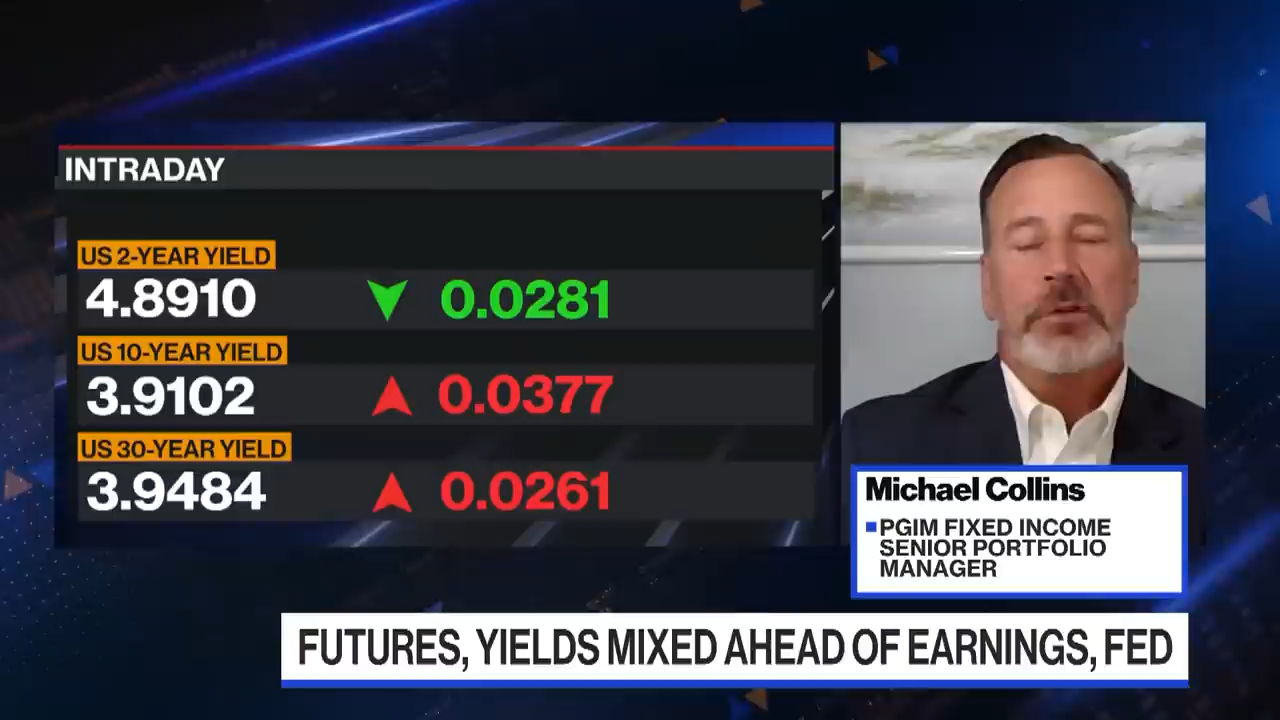 INTRADAY
US 2-YEAR YIELD
4.8910 ▼ 0.0281
US 10-YEAR YIELD
3.9102 ▲ 0.0377
US 30-YEAR YIELD
3.9484 ▲ 0.0261
Michael Collins
PGIM FIXED INCOME
SENIOR PORTFOLIO
MANAGER
FUTURES, YIELDS MIXED AHEAD OF EARNINGS, FED